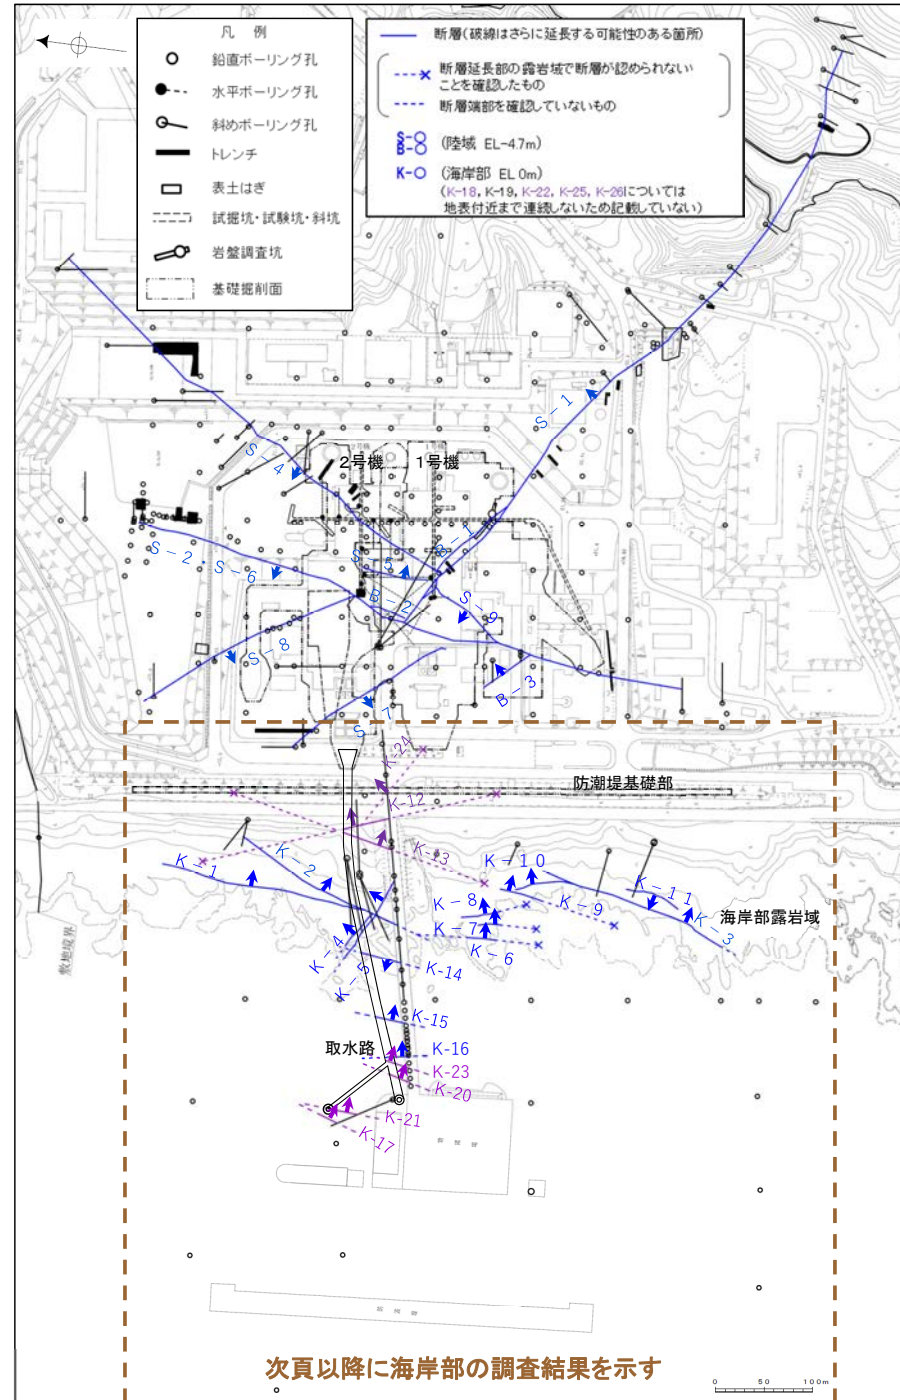 凡　例
鉛直ボーリング孔
水平ボーリング孔
斜めボーリング孔
トレンチ
表土はぎ
試掘坑・試験坑・斜坑
岩盤調査坑
基礎掘削面
断層(破線はさらに延長する可能性のある箇所)
断層延長部の露岩域で断層が認められない
ことを確認したもの
断層端部を確認していないもの
S-○
B-○
(陸域 EL-4.7m)
K-○ (海岸部 EL 0m)
(K-18, K-19, K-22, K-25, K-26については
地表付近まで連続しないため記載していない)
S-1
S-4
2号機
1号機
2号機
1号機
B-1
S-5
S-2・S-6
B-2
S-9
S-8
B-3
S-7
K-24
防潮堤基礎部
K-12
K-13
K-10
K-1
K-2
K-11
K-8
K-9
海岸部露岩域
K-7
K-3
K-6
K-4
K-5
敷地境界
K-14
K-15
取水路
K-16
K-23
K-20
K-21
K-17
次頁以降に海岸部の調査結果を示す
0 50 100m